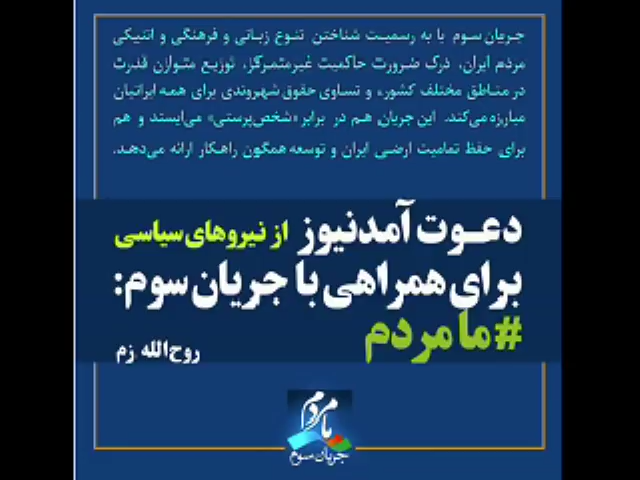 جریان سوم با به رسمیت شناختن تنوع زبانی و فرهنگی و اتنیکی
مردم ایران، درک ضرورت حاکمیت غیرمتمرکز، توزیع متوازن قدرت
در مناطق مختلف کشور، و تساوی حقوق شهروندی برای همه ایرانیان
مبارزه می‌کند. این جریان هم در برابر «شخص‌پرستی» می‌ایستد و هم
برای حفظ تمامیت ارضی ایران و توسعه همگون راهکار ارائه می‌دهد.
دعوت آمدنیوز از نیروهای سیاسی
برای همراهی با جریان سوم:
#ما مردم
روح‌الله زم
ما مردم
جریان سوم